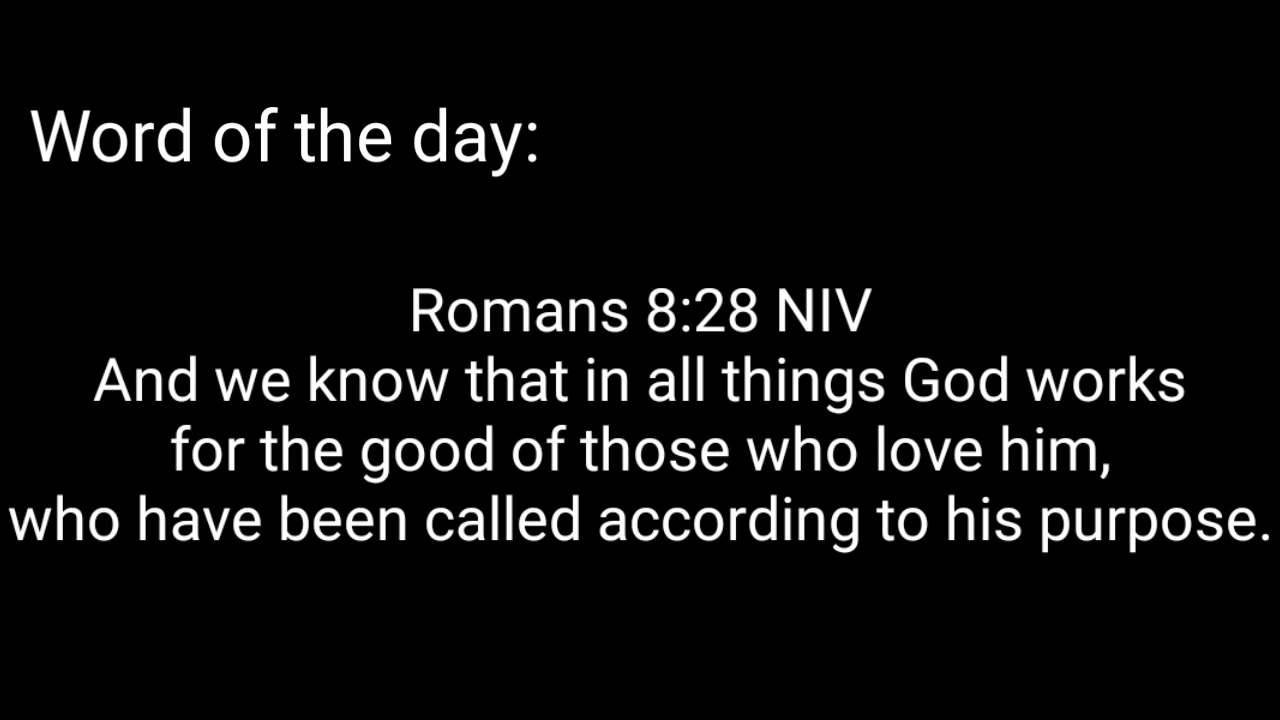 Word of the day:
Romans 8:28 NIV
And we know that in all things God works
for the good of those who love him,
who have been called according to his purpose.